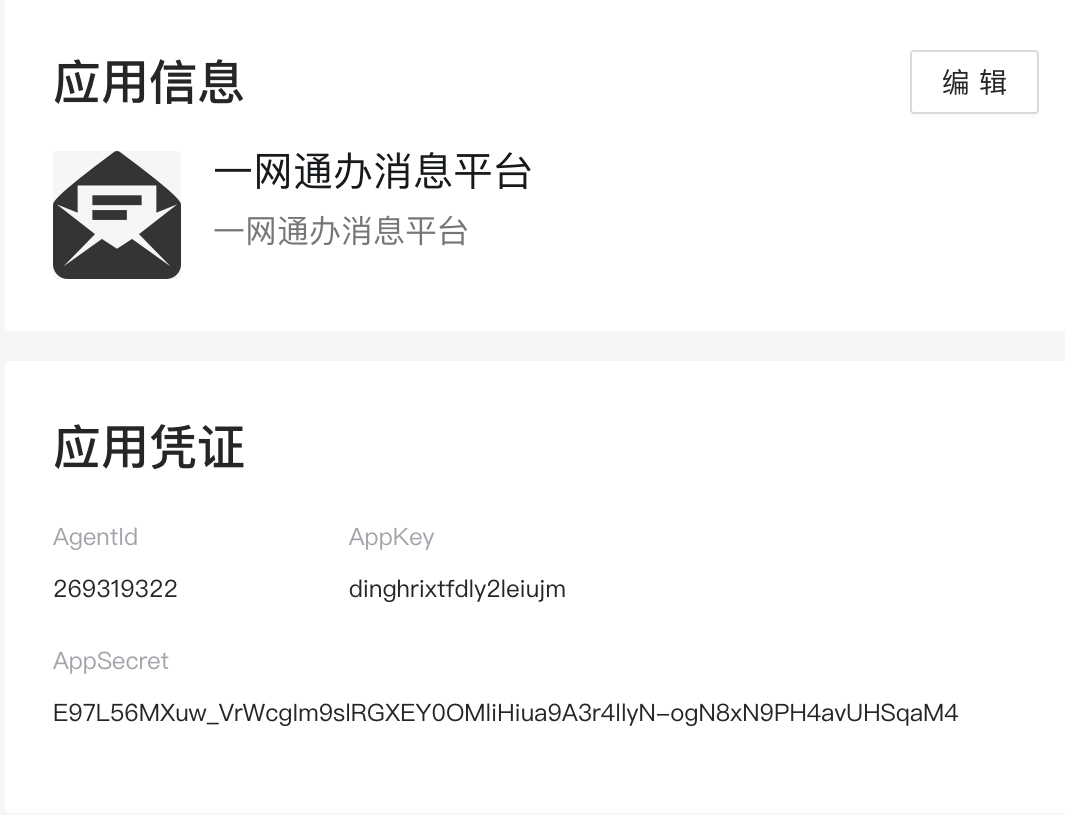 应用信息
编 辑
一网通办消息平台
一网通办消息平台
应用凭证
AgentId
AppKey
269319322
dinghrixtfdly2leiujm
AppSecret
E97L56MXuw_VrWcglm9slRGXEY0OMliHiua9A3r4llyN-ogN8xN9PH4avUHSqaM4